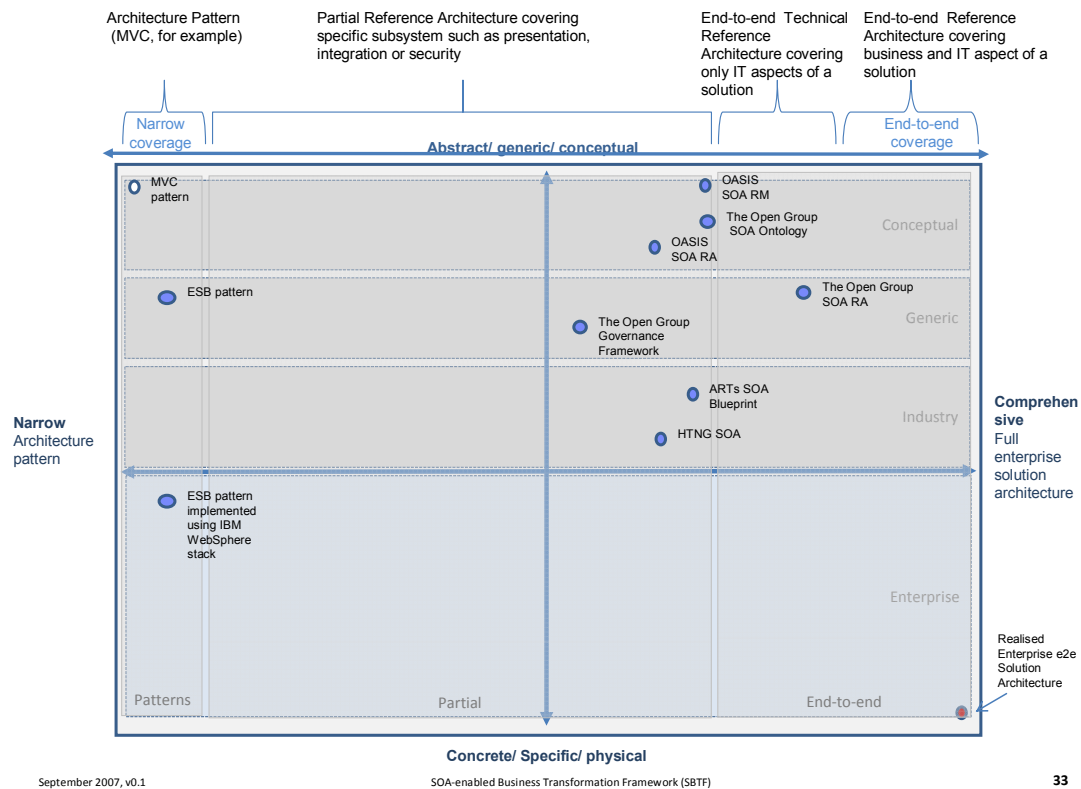 Architecture Pattern
(MVC, for example)
Partial Reference Architecture covering
specific subsystem such as presentation,
integration or security
End-to-end Technical
Reference
Architecture covering
only IT aspects of a
solution
End-to-end Reference
Architecture covering
business and IT aspect of a
solution
Narrow
coverage
End-to-end
coverage
Abstract/ generic/ conceptual
MVC
pattern
OASIS
SOA RM
The Open Group
SOA Ontology
OASIS
SOA RA
Conceptual
ESB pattern
The Open Group
SOA RA
The Open Group
Governance
Framework
Generic
ARTs SOA
Blueprint
HTNG SOA
Industry
Narrow
Architecture
pattern
Comprehen
sive
Full
enterprise
solution
architecture
ESB pattern
implemented
using IBM
WebSphere
stack
Enterprise
Realised
Enterprise e2e
Solution
Architecture
Patterns
Partial
End-to-end
Concrete/ Specific/ physical
September 2007, v0.1
SOA-enabled Business Transformation Framework (SBTF)
33